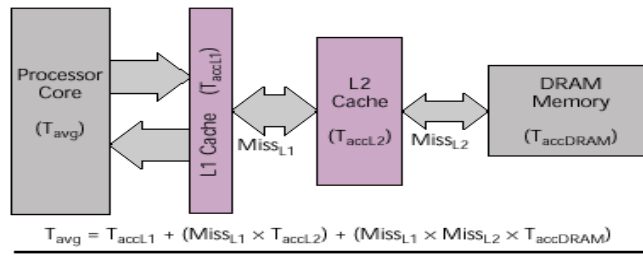 Processor
Core
(Tavg)
L1 Cache (TaccL1)
MissL1
L2
Cache
(TaccL2)
MissL2
DRAM
Memory
(TaccDRAM)
Tavg = TaccL1 + (MissL1 × TaccL2) + (MissL1 × MissL2 × TaccDRAM)